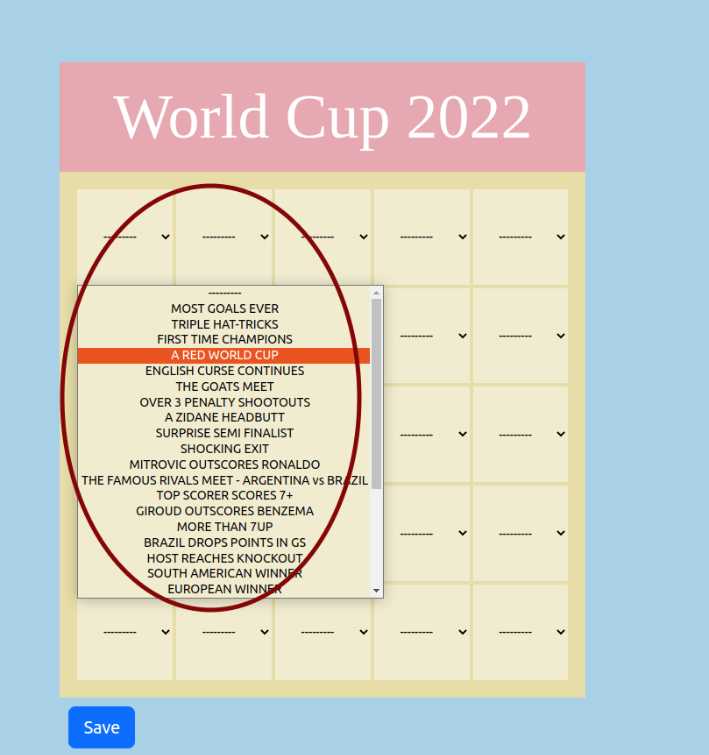 World Cup 2022
--------- --------- --------- --------- ---------
---------
MOST GOALS EVER
TRIPLE HAT-TRICKS
FIRST TIME CHAMPIONS
A RED WORLD CUP
ENGLISH CURSE CONTINUES
THE GOATS MEET
OVER 3 PENALTY SHOOTOUTS
A ZIDANE HEADBUTT
SURPRISE SEMI FINALIST
SHOCKING EXIT
MITROVIC OUTSCORES RONALDO
THE FAMOUS RIVALS MEET - ARGENTINA vs BRAZIL
TOP SCORER SCORES 7+
GIROUD OUTSCORES BENZEMA
MORE THAN 7UP
BRAZIL DROPS POINTS IN GS
HOST REACHES KNOCKOUT
SOUTH AMERICAN WINNER
EUROPEAN WINNER
--------- ---------
--------- ---------
--------- ---------
--------- --------- --------- --------- ---------
Save